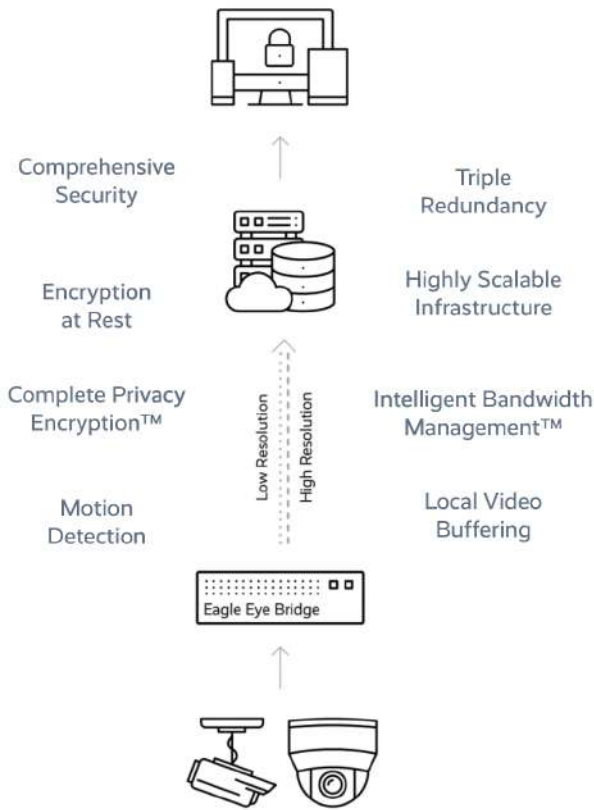 Comprehensive
Security
Triple
Redundancy
Encryption
at Rest
Highly Scalable
Infrastructure
Complete Privacy
Encryption™
Low Resolution
High Resolution
Intelligent Bandwidth
Management™
Motion
Detection
Local Video
Buffering
Eagle Eye Bridge